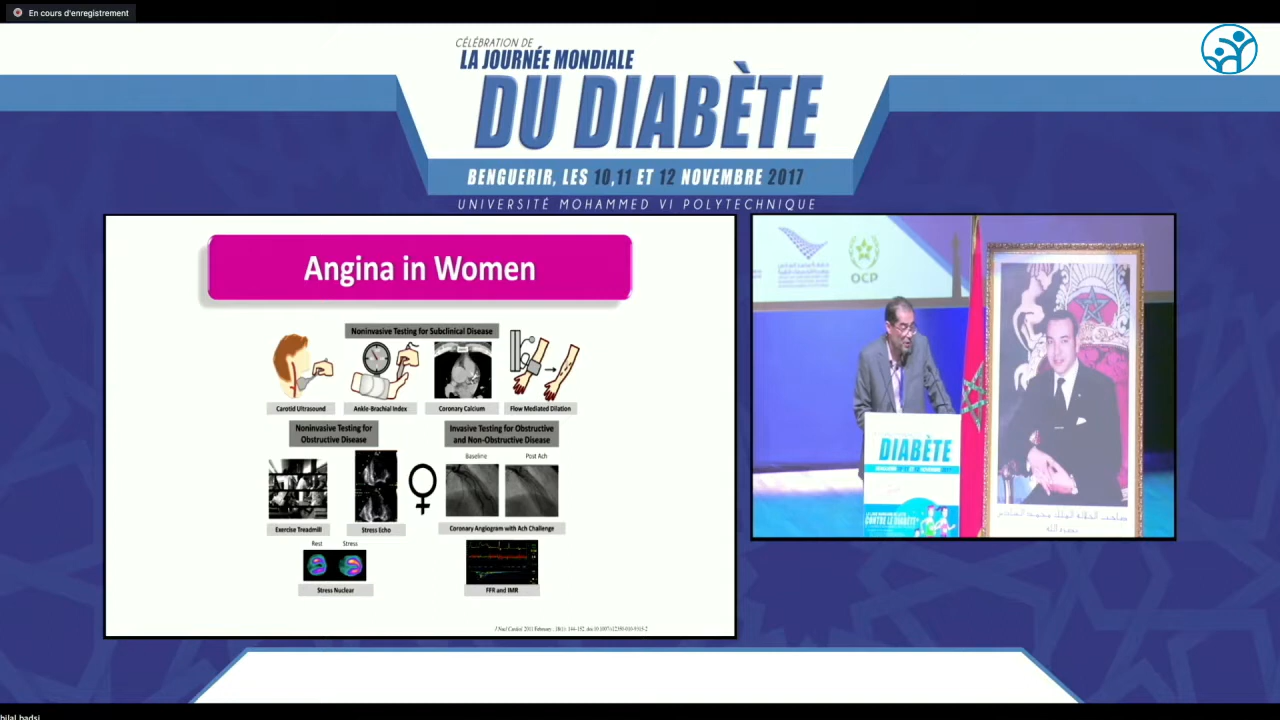 En cours d'enregistrement
CÉLÉBRATION DE
LA JOURNÉE MONDIALE
DU DIABÈTE
BENGUERIR, LES 10,11 ET 12 NOVEMBRE 2017
UNIVERSITÉ MOHAMMED VI POLYTECHNIQUE
Angina in Women
Noninvasive Testing for Subclinical Disease
Carotid Ultrasound
Ankle-Brachial Index
Coronary Calcium
Flow Mediated Dilation
Noninvasive Testing for
Obstructive Disease
Invasive Testing for Obstructive
and Non-Obstructive Disease
Baseline
Post Ach
Exercise Treadmill
Stress Echo
Coronary Angiogram with Ach Challenge
Rest
Stress
Stress Nuclear
FFR and IMR
OCP
DIABÈTE
CONTRE LE DIABÈTE
bilal badsi